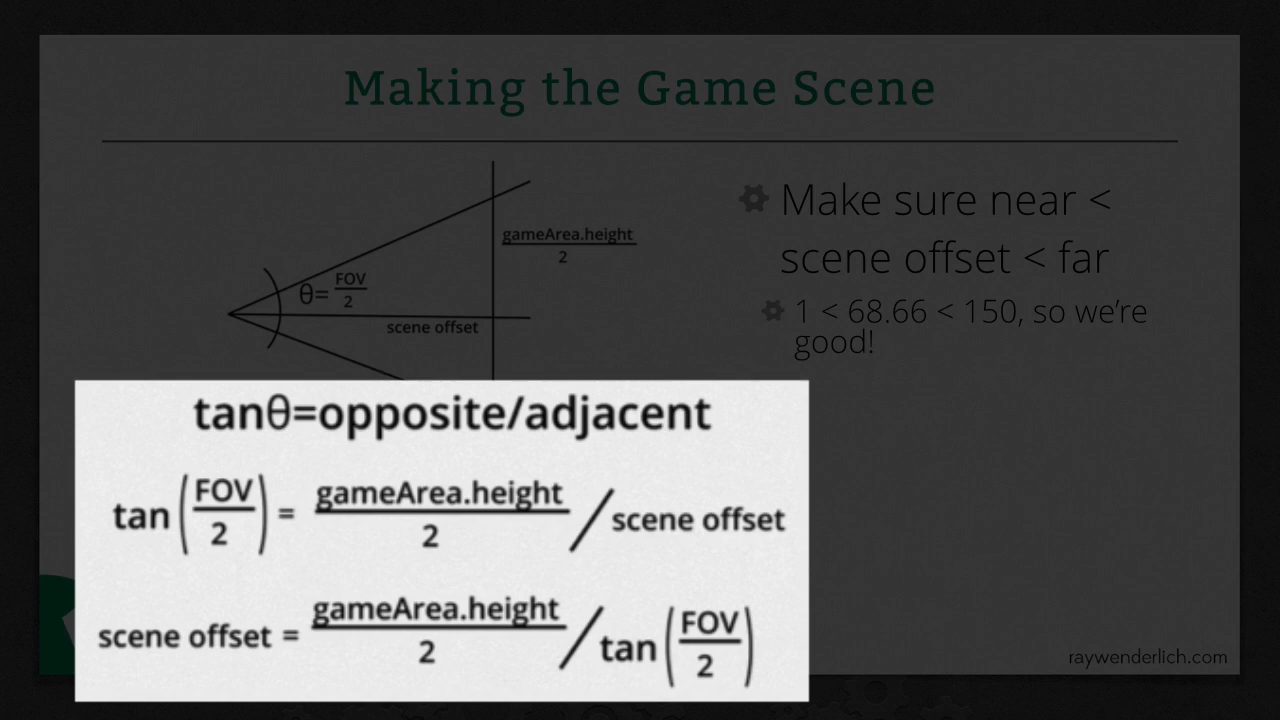 Making the Game Scene
gameArea.height
2
θ= FOV
2
scene offset
Make sure near <
scene offset < far
1 < 68.66 < 150, so we're
good!
tanθ=opposite/adjacent
tan(FOV/2) = gameArea.height/2 / scene offset
scene offset = gameArea.height/2 / tan(FOV/2)
raywenderlich.com